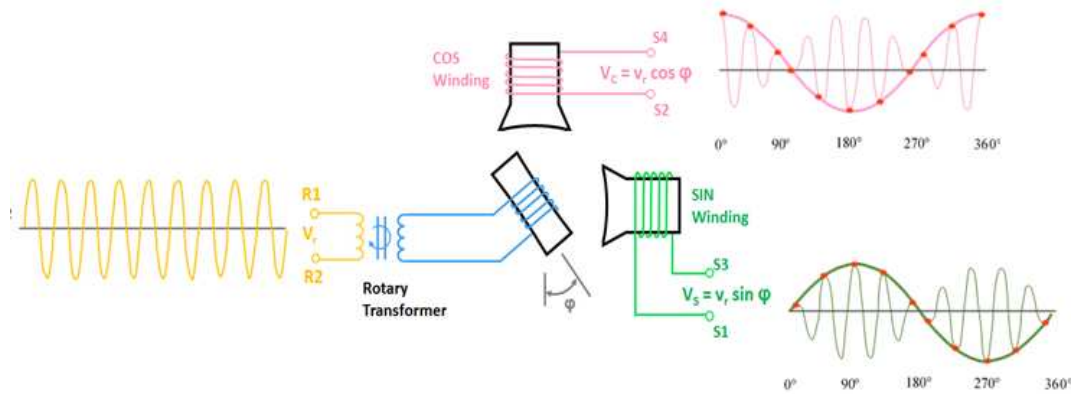 COS
Winding
S4
V_C = v_r cos φ
S2
0° 90° 180° 270° 360°
R1
V_r
R2
Rotary
Transformer
φ
SIN
Winding
S3
V_S = v_r sin φ
S1
0° 90° 180° 270° 360°